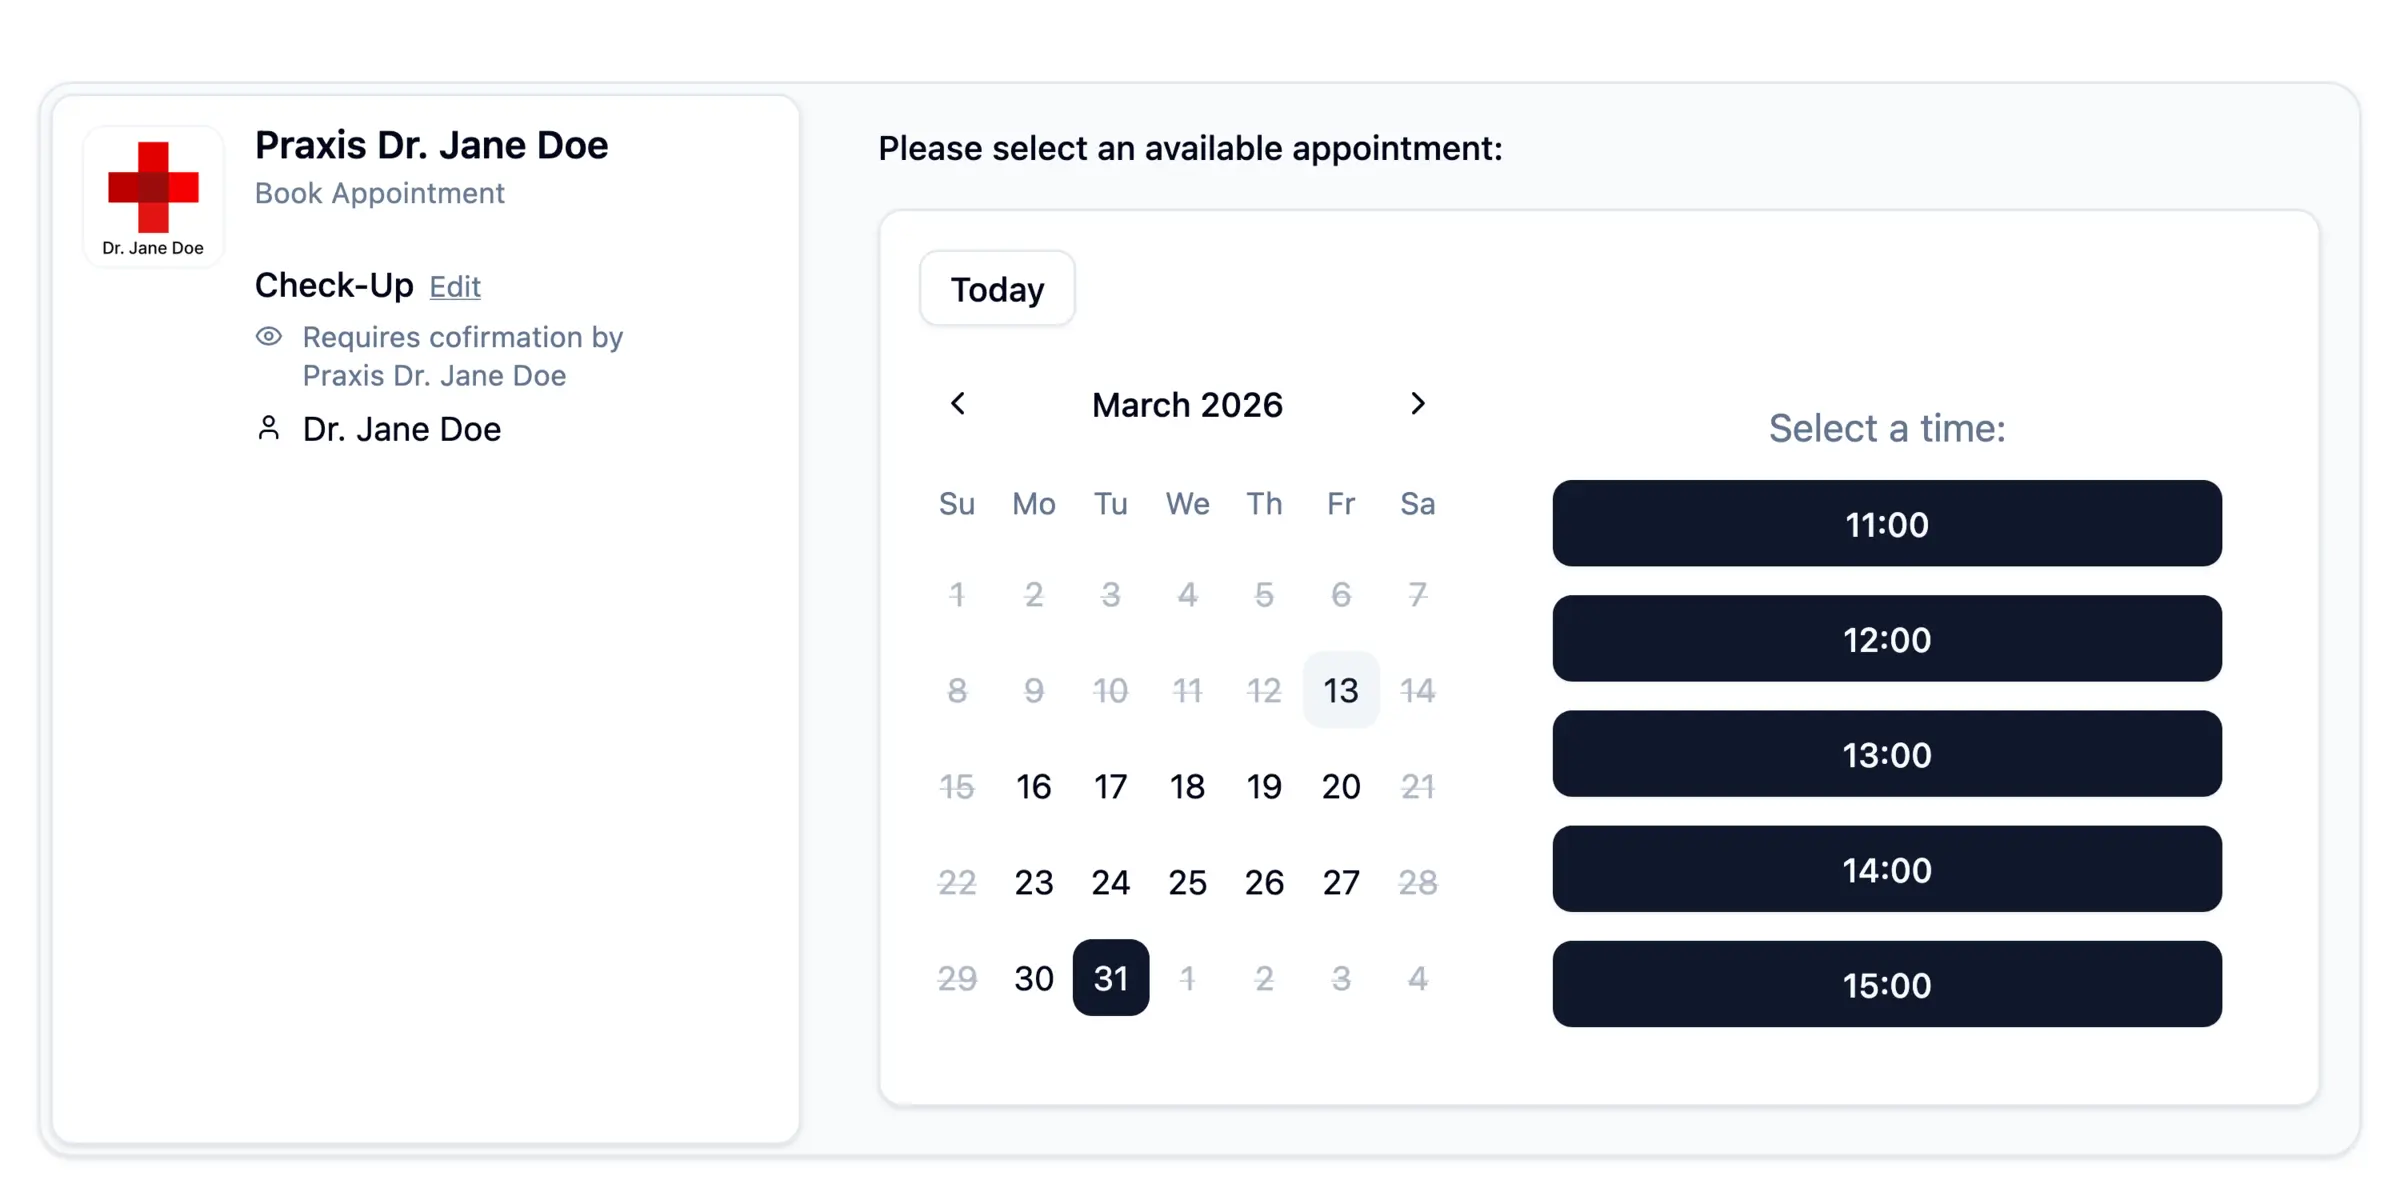 Praxis Dr. Jane Doe
Book Appointment
Dr. Jane Doe
Check-Up Edit
Requires cofirmation by
Praxis Dr. Jane Doe
Dr. Jane Doe
Please select an available appointment:
Today
March 2026
Su Mo Tu We Th Fr Sa
1 2 3 4 5 6 7
8 9 10 11 12 13 14
15 16 17 18 19 20 21
22 23 24 25 26 27 28
29 30 31 1 2 3 4
Select a time:
11:00
12:00
13:00
14:00
15:00